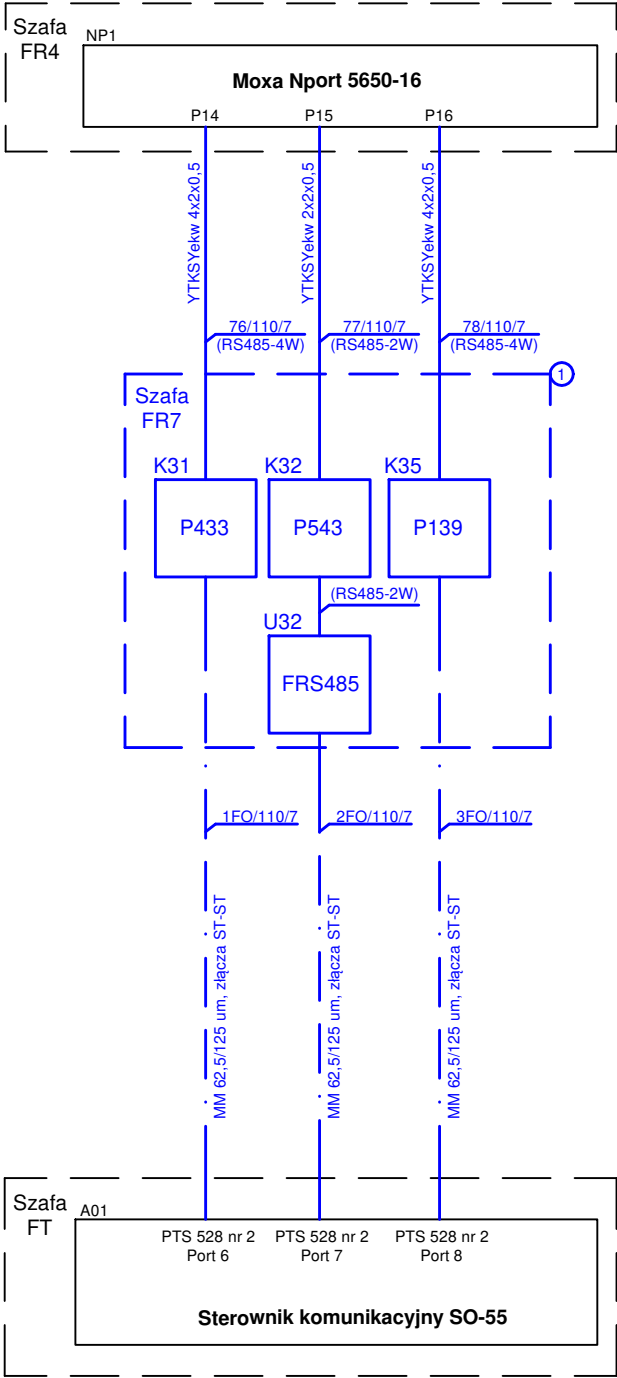 Szafa
FR4
NP1
Moxa Nport 5650-16
P14
P15
P16
YTKSYekw 4x2x0,5
YTKSYekw 2x2x0,5
YTKSYekw 4x2x0,5
76/110/7
(RS485-4W)
77/110/7
(RS485-2W)
78/110/7
(RS485-4W)
1
Szafa
FR7
K31
K32
K35
P433
P543
P139
(RS485-2W)
U32
FRS485
1FO/110/7
2FO/110/7
3FO/110/7
MM 62,5/125 um, złącza ST-ST
MM 62,5/125 um, złącza ST-ST
MM 62,5/125 um, złącza ST-ST
Szafa
FT
A01
PTS 528 nr 2
Port 6
PTS 528 nr 2
Port 7
PTS 528 nr 2
Port 8
Sterownik komunikacyjny SO-55